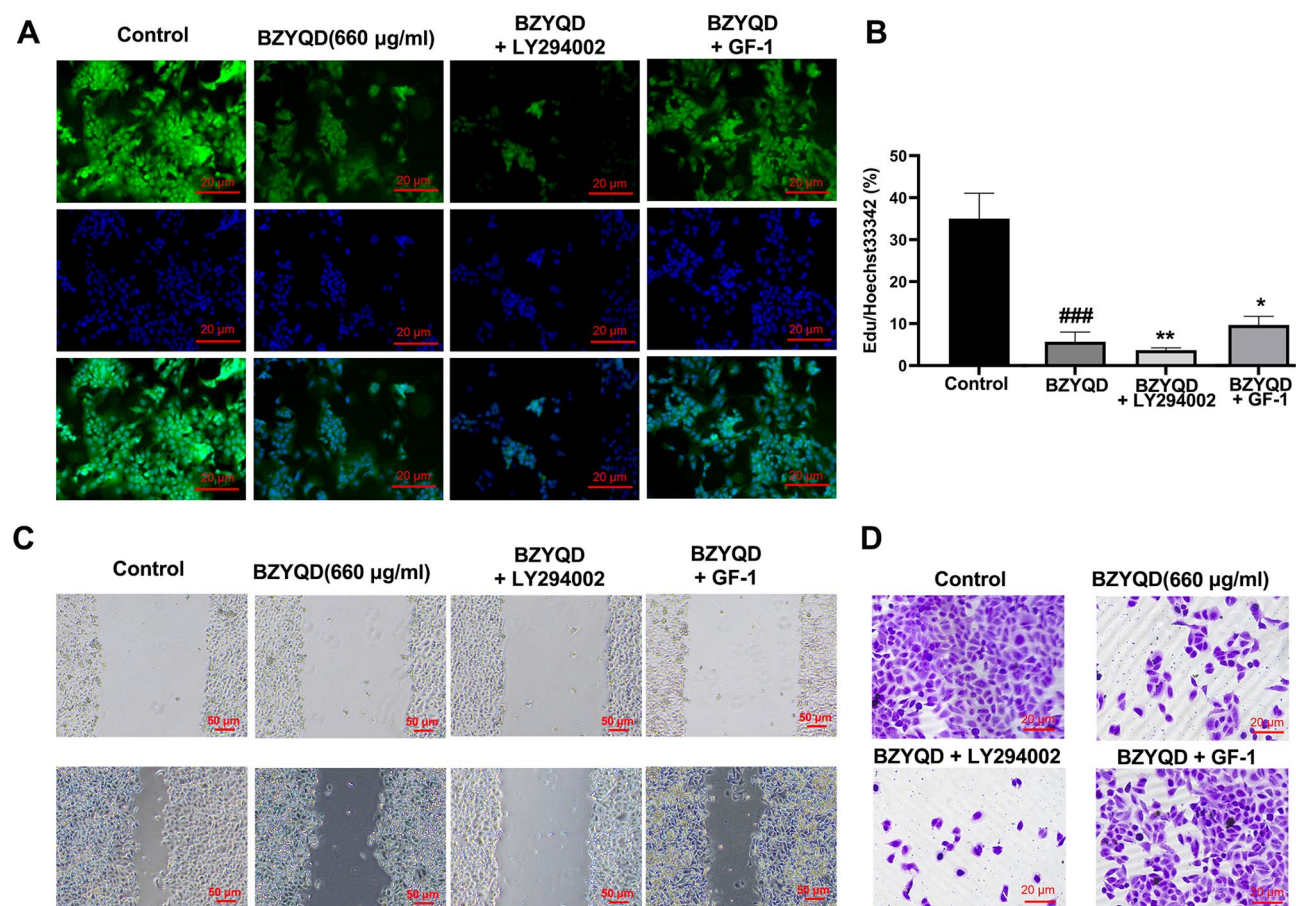 A
Control
BZYQD(660 µg/ml)
BZYQD
+ LY294002
BZYQD
+ GF-1
20 µm
20 µm
20 µm
20 µm
20 µm
20 µm
20 µm
20 µm
20 µm
20 µm
20 µm
20 µm
B
Edu/Hoechst33342 (%)
50
40
30
20
10
0
###
**
*
Control
BZYQD
BZYQD
+ LY294002
BZYQD
+ GF-1
C
Control
BZYQD(660 µg/ml)
BZYQD
+ LY294002
BZYQD
+ GF-1
50 µm
50 µm
50 µm
50 µm
50 µm
50 µm
50 µm
50 µm
D
Control
BZYQD(660 µg/ml)
20 µm
20 µm
BZYQD + LY294002
BZYQD + GF-1
20 µm
20 µm